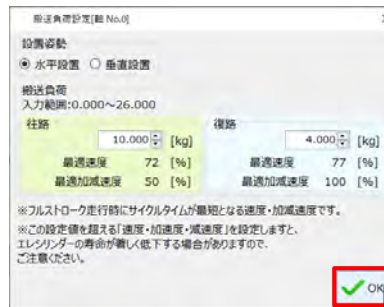 搬送負荷設定[軸 No.0]
設置姿勢
水平設置 垂直設置
搬送負荷
入力範囲:0.000~26.000
往路 復路
10.000 [kg] 4.000 [kg]
最適速度 72 [%] 最適速度 77 [%]
最適加減速度 50 [%] 最適加減速度 100 [%]
※フルストローク走行時にサイクルタイムが最短となる速度・加減速度です。
※この設定値を超える「速度・加速度・減速度」を設定しますと、
エレシリンダーの寿命が著しく低下する場合がありますので、
ご注意ください。
OK